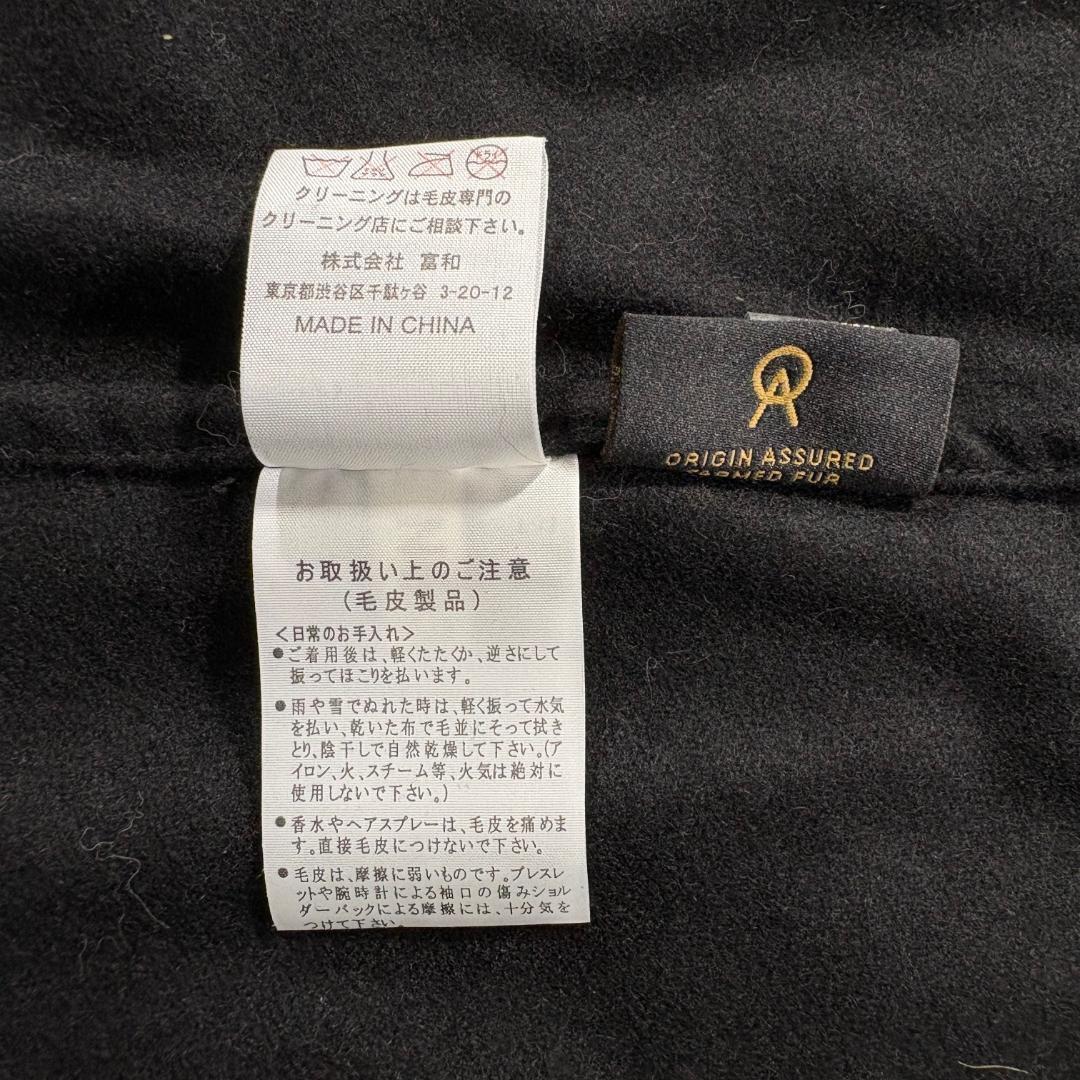 ドライ
クリーニングは毛皮専門の
クリーニング店にご相談下さい。
株式会社 富和
東京都渋谷区千駄ヶ谷 3-20-12
MADE IN CHINA
OA
ORIGIN ASSURED
FARMED FUR
お取扱い上のご注意
(毛皮製品)
<日常のお手入れ>
●ご着用後は、軽くたたくか、逆さにして
振ってほこりを払います。
●雨や雪でぬれた時は、軽く振って水気
を払い、乾いた布で毛並にそって拭き
とり、陰干しで自然乾燥して下さい。(ア
イロン、火、スチーム等、火気は絶対に
使用しないで下さい。)
●香水やヘアスプレーは、毛皮を痛めま
す。直接毛皮につけないで下さい。
●毛皮は、摩擦に弱いものです。ブレスレ
ットや腕時計による袖口の傷みショル
ダーバックによる摩擦には、十分気を
つけて下さい。